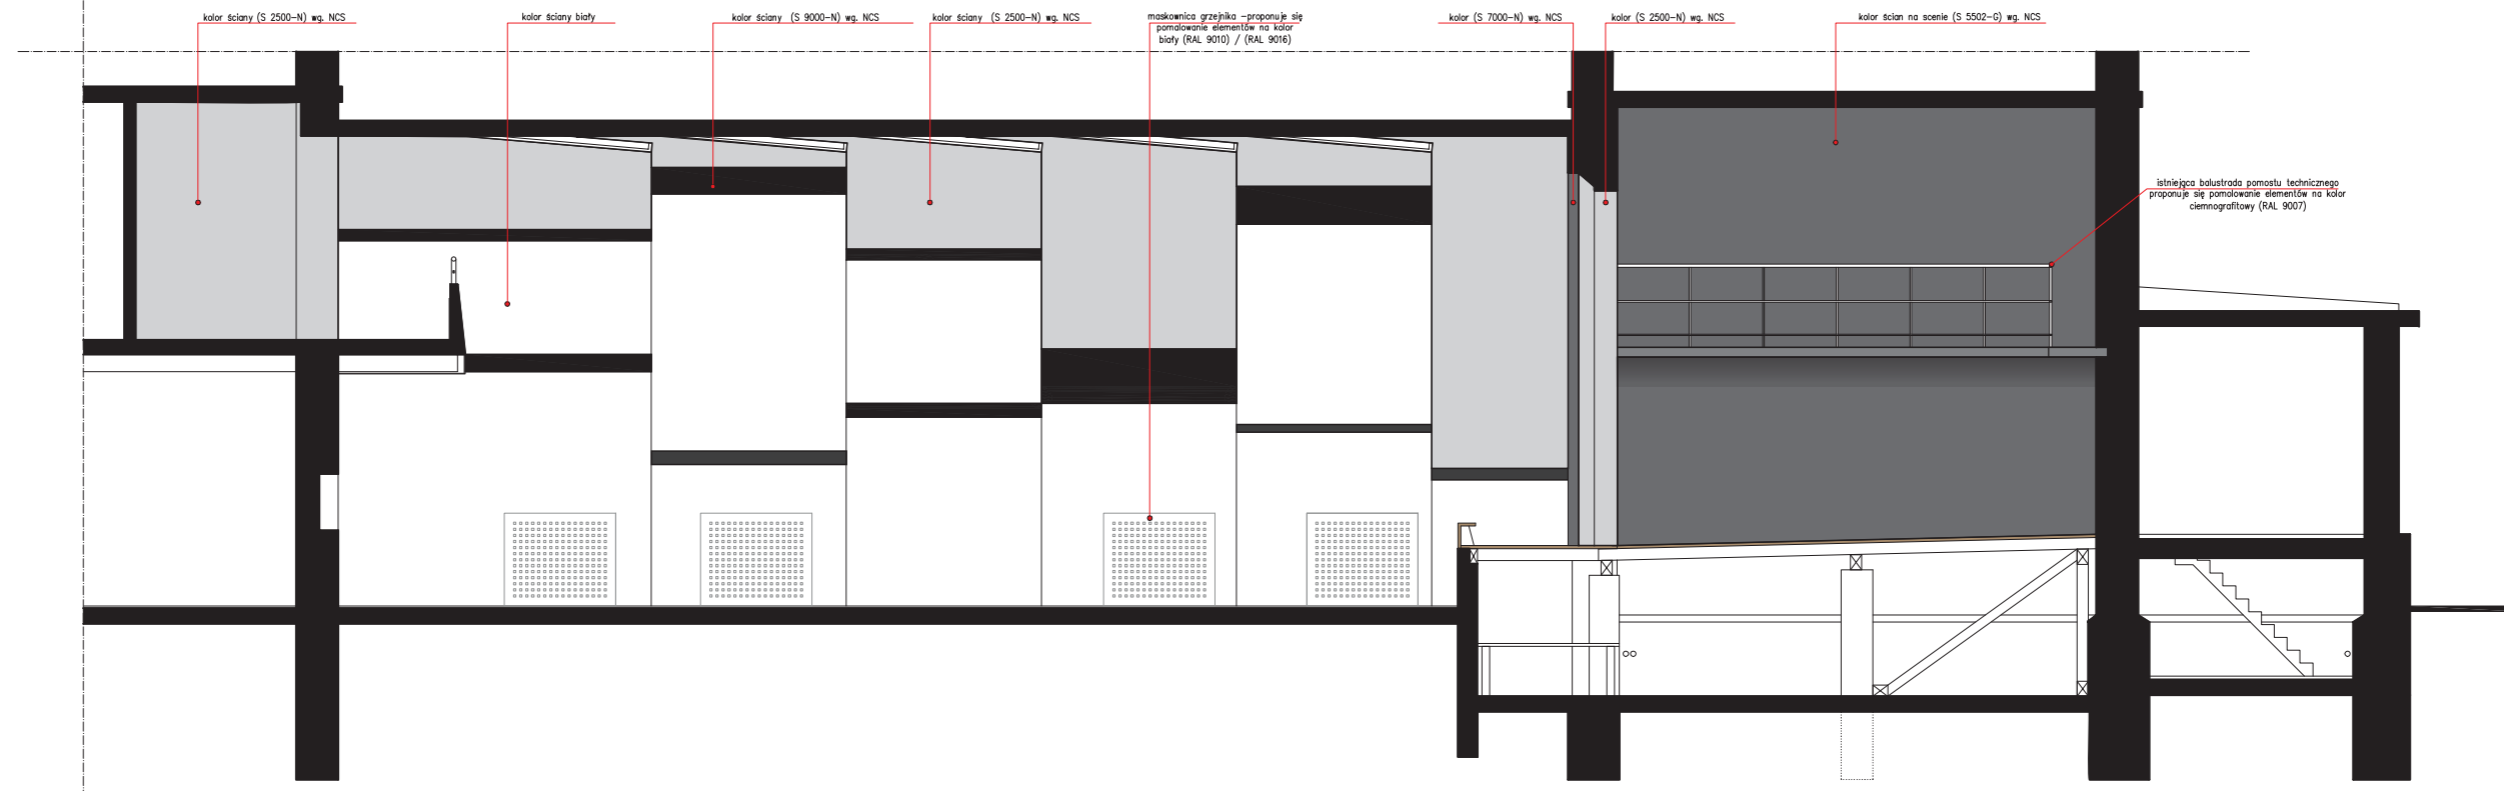 kolor ściany (S 2500-N) wg. NCS
kolor ściany biały
kolor ściany (S 9000-N) wg. NCS
kolor ściany (S 2500-N) wg. NCS
maskownica grzejnika -proponuje się
pomalowanie elementów na kolor
biały (RAL 9010) / (RAL 9016)
kolor (S 7000-N) wg. NCS
kolor (S 2500-N) wg. NCS
kolor ścian na scenie (S 5502-G) wg. NCS
istniejąca balustrada pomostu technicznego
proponuje się pomolowanie elementów na kolor
ciemnografitowy (RAL 9007)